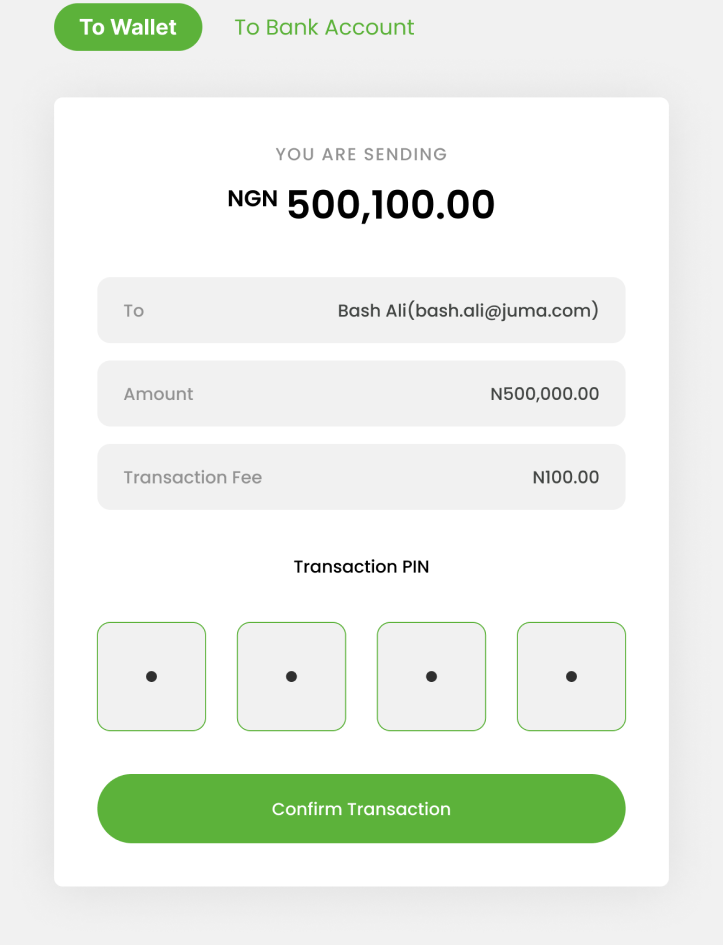 To Wallet To Bank Account
YOU ARE SENDING
NGN 500,100.00
To Bash Ali(bash.ali@juma.com)
Amount N500,000.00
Transaction Fee N100.00
Transaction PIN
Confirm Transaction